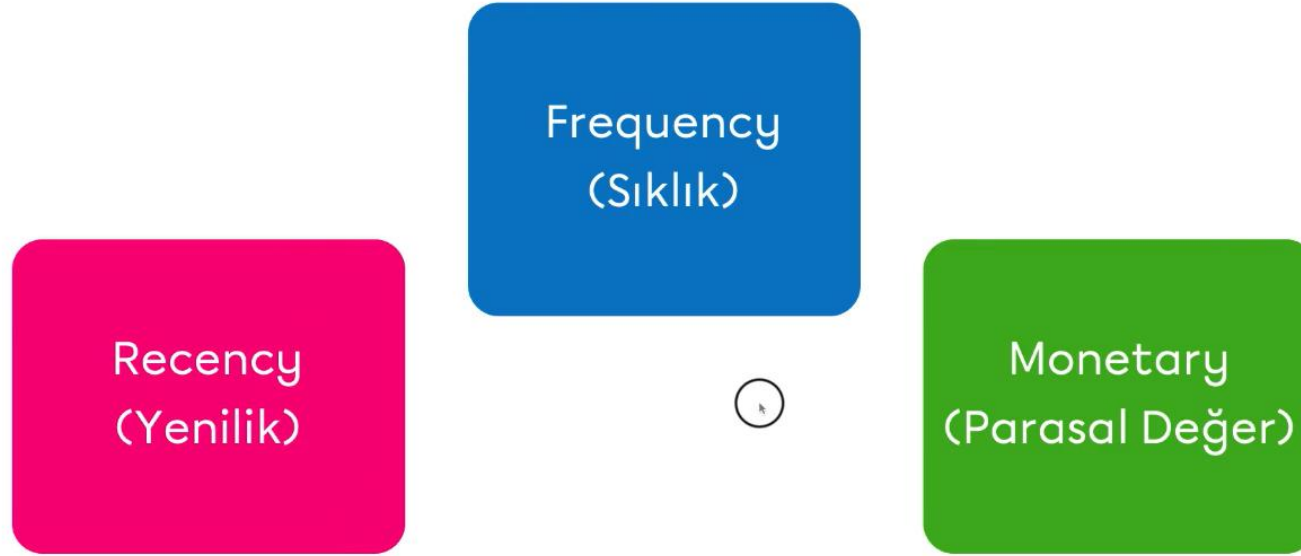 Frequency
(Sıklık)
Recency
(Yenilik)
Monetary
(Parasal Değer)